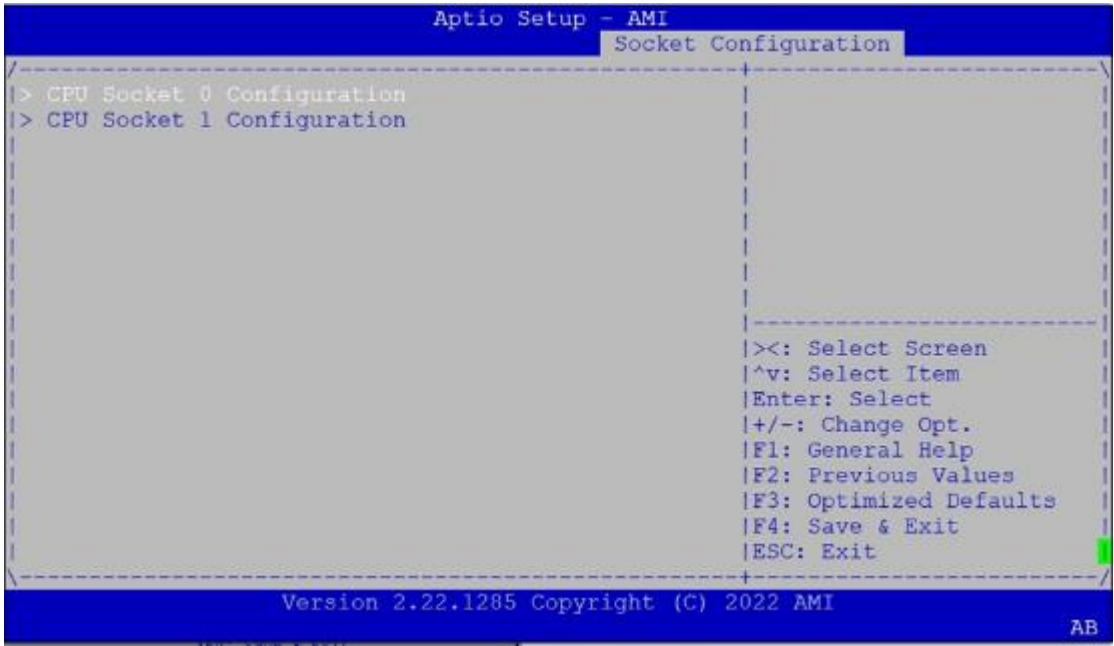 Aptio Setup - AMI
Socket Configuration
> CPU Socket 0 Configuration
> CPU Socket 1 Configuration
><: Select Screen
^v: Select Item
Enter: Select
+/-: Change Opt.
F1: General Help
F2: Previous Values
F3: Optimized Defaults
F4: Save & Exit
ESC: Exit
Version 2.22.1285 Copyright (C) 2022 AMI
AB